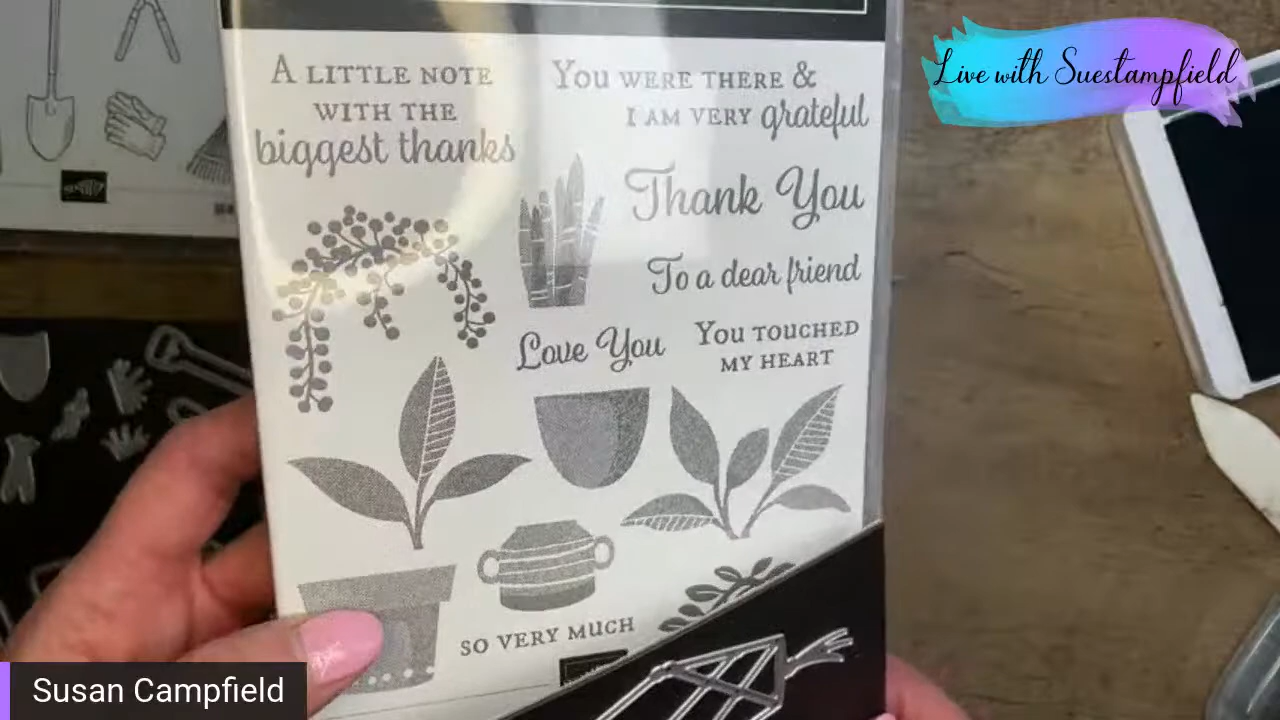 Live with Suestampfield
A LITTLE NOTE
WITH THE
biggest thanks
YOU WERE THERE &
I AM VERY grateful
Thank You
To a dear friend
Love You
YOU TOUCHED
MY HEART
SO VERY MUCH
Susan Campfield